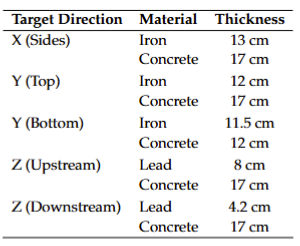 Target Direction Material Thickness
X (Sides) Iron 13 cm
Concrete 17 cm
Y (Top) Iron 12 cm
Concrete 17 cm
Y (Bottom) Iron 11.5 cm
Concrete 12 cm
Z (Upstream) Lead 8 cm
Concrete 17 cm
Z (Downstream) Lead 4.2 cm
Concrete 17 cm